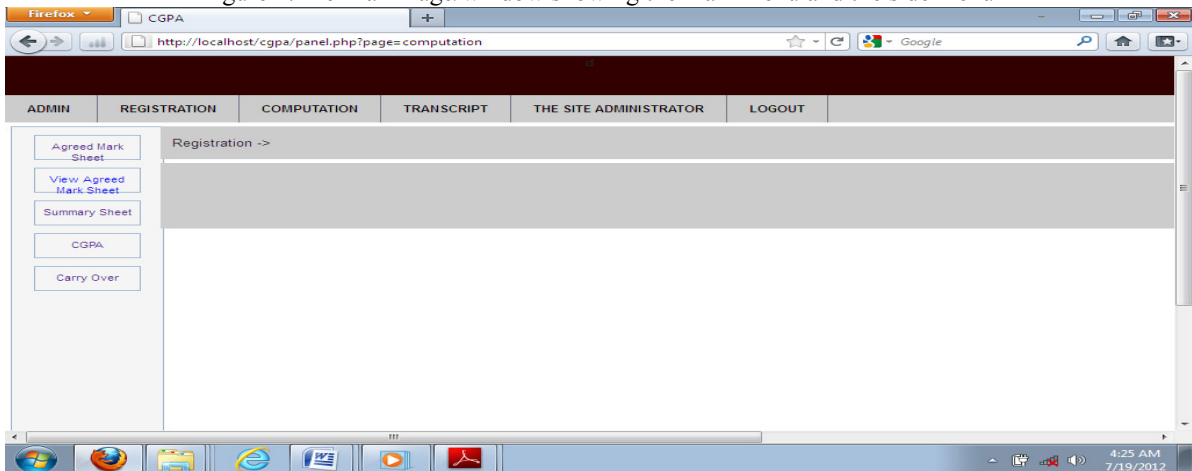 Firefox
CGPA
http://localhost/cgpa/panel.php?page=computation
Google
d
ADMIN
REGISTRATION
COMPUTATION
TRANSCRIPT
THE SITE ADMINISTRATOR
LOGOUT
Agreed Mark
Sheet
Registration ->
View Agreed
Mark Sheet
Summary Sheet
CGPA
Carry Over
4:25 AM
7/19/2012